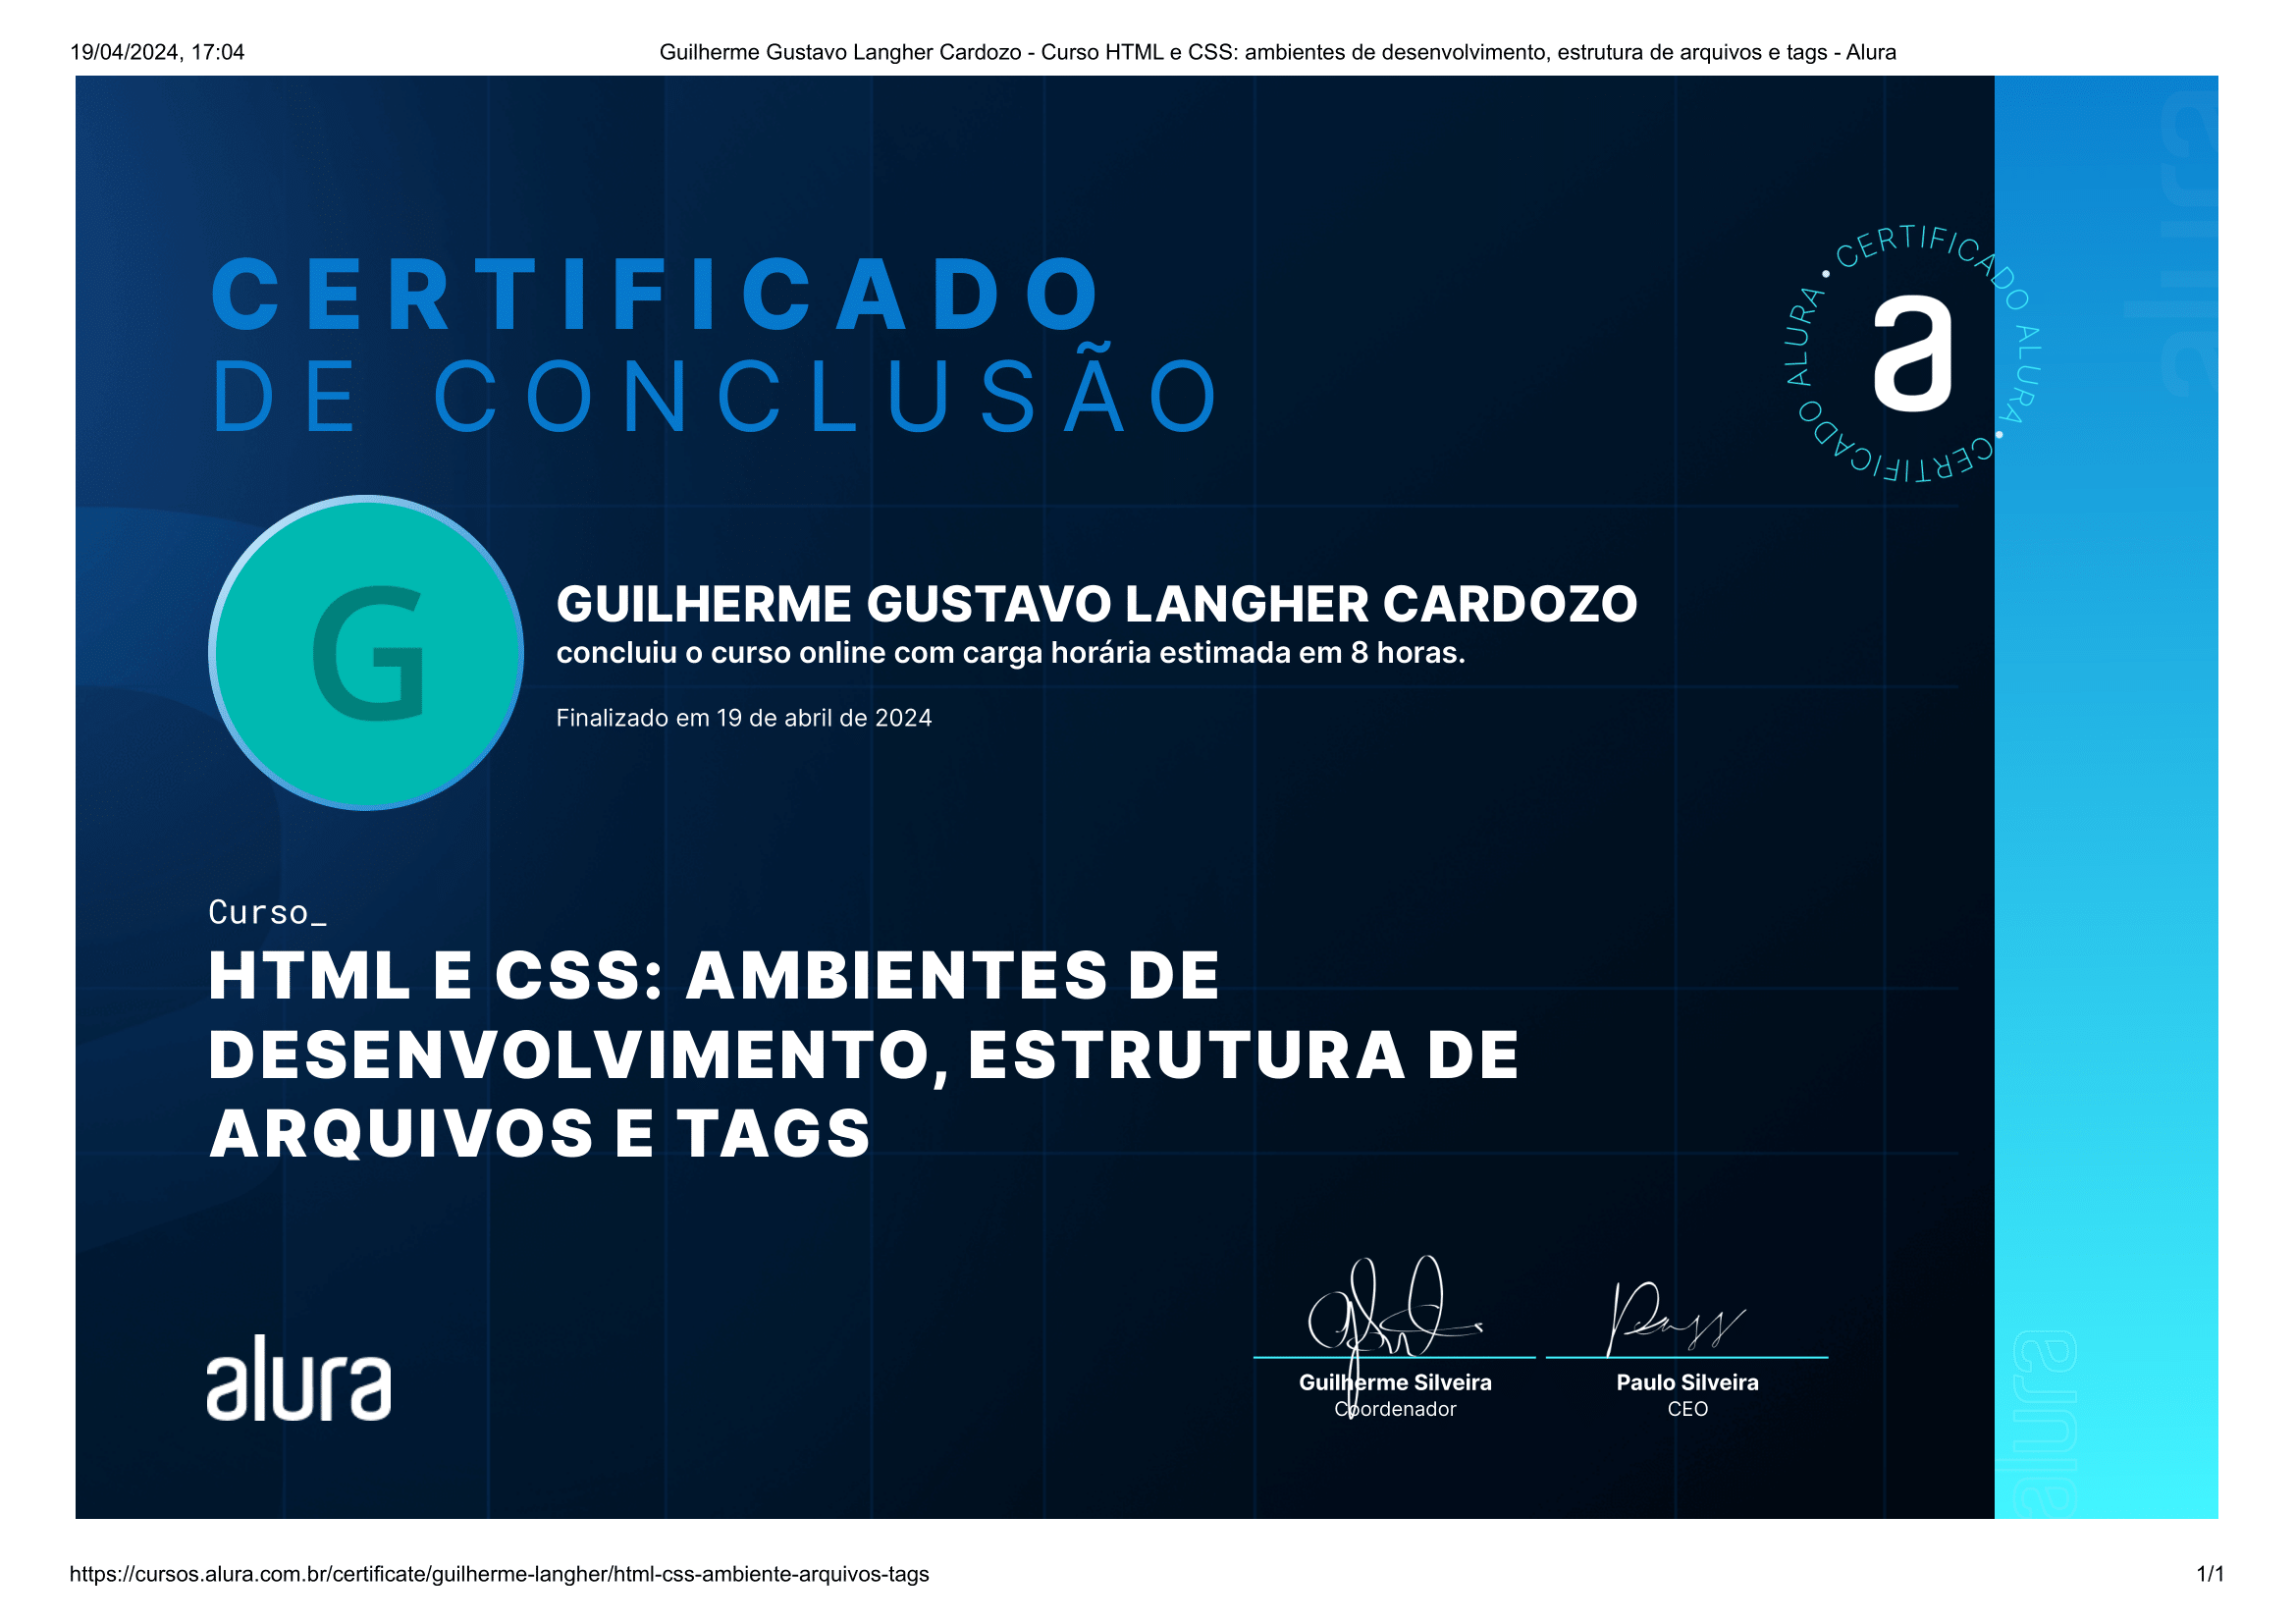 19/04/2024, 17:04
Guilherme Gustavo Langher Cardozo - Curso HTML e CSS: ambientes de desenvolvimento, estrutura de arquivos e tags - Alura
CERTIFICADO
DE CONCLUSÃO
CERTIFICADO ALURA • CERTIFICADO ALURA •
a
alura
G
GUILHERME GUSTAVO LANGHER CARDOZO
concluiu o curso online com carga horária estimada em 8 horas.
Finalizado em 19 de abril de 2024
Curso_
HTML E CSS: AMBIENTES DE
DESENVOLVIMENTO, ESTRUTURA DE
ARQUIVOS E TAGS
alura
Guilherme Silveira
Coordenador
Paulo Silveira
CEO
alura
https://cursos.alura.com.br/certificate/guilherme-langher/html-css-ambiente-arquivos-tags
1/1